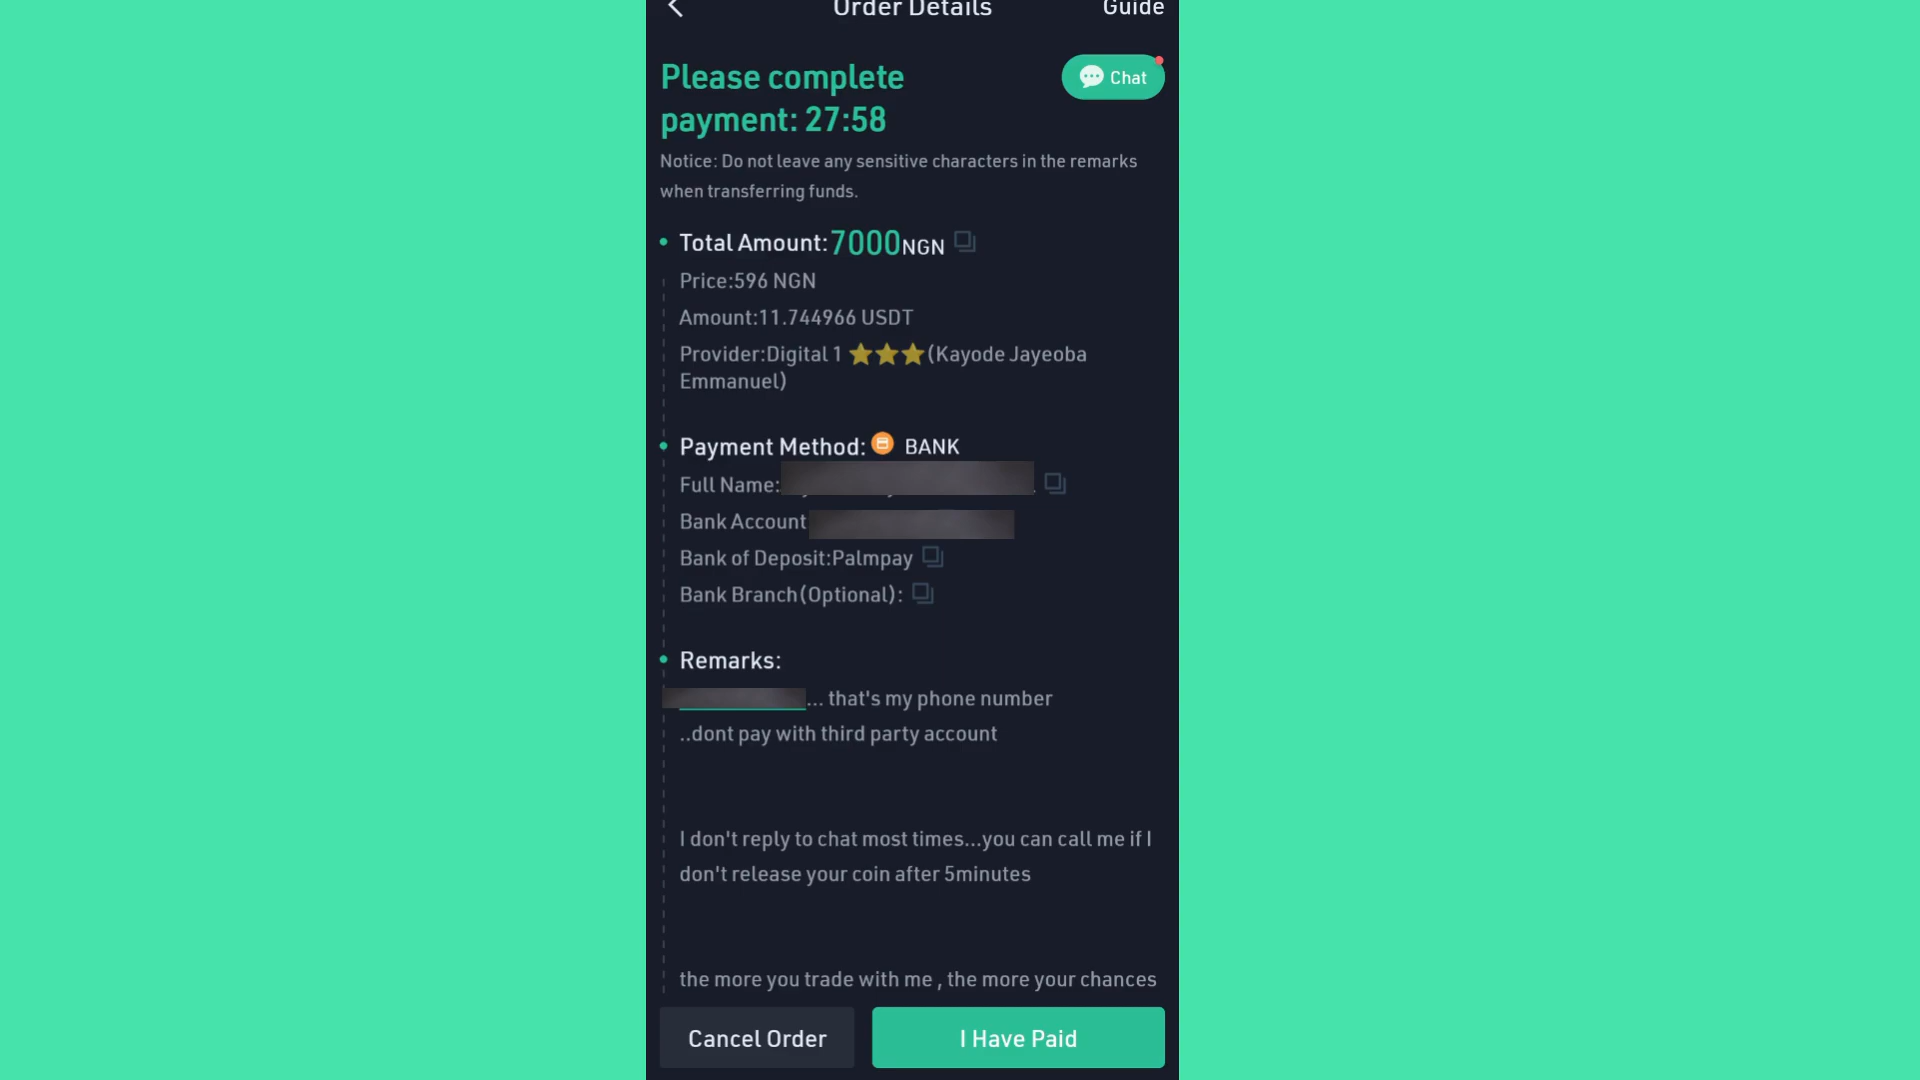 Order Details
Guide
Please complete
payment: 27:58
Chat
Notice: Do not leave any sensitive characters in the remarks
when transferring funds.
Total Amount:7000NGN
Price:596 NGN
Amount:11.744966 USDT
Provider:Digital 1 ⭐⭐⭐(Kayode Jayeoba
Emmanuel)
Payment Method: BANK
Full Name:
Bank Account
Bank of Deposit:Palmpay
Bank Branch(Optional):
Remarks:
... that's my phone number
..dont pay with third party account
I don't reply to chat most times...you can call me if I
don't release your coin after 5minutes
the more you trade with me , the more your chances
Cancel Order
I Have Paid